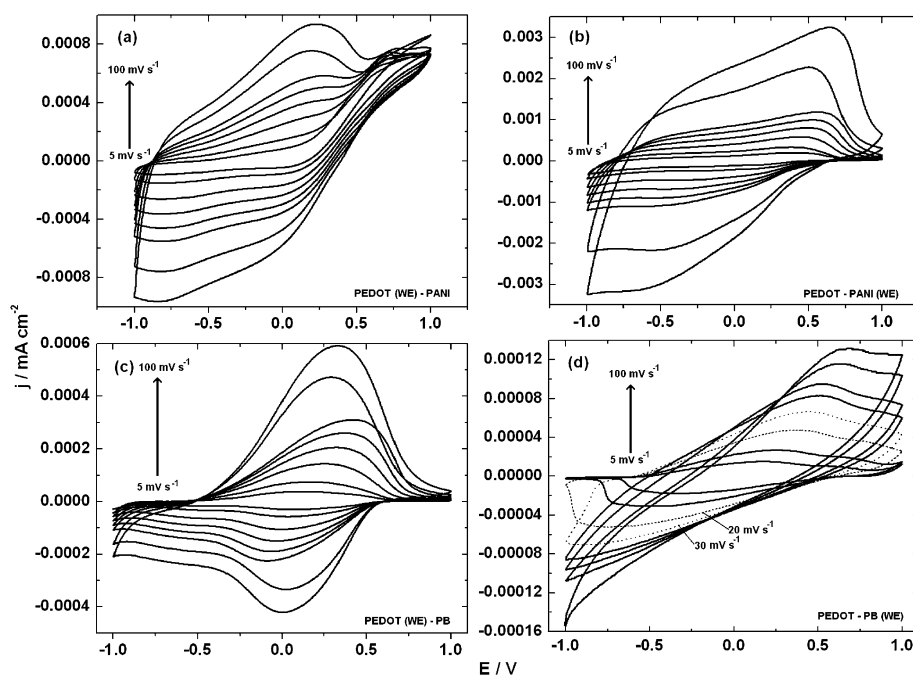 (a)
100 mV s⁻¹
5 mV s⁻¹
0.0008
0.0004
0.0000
-0.0004
-0.0008
-1.0 -0.5 0.0 0.5 1.0
PEDOT (WE) - PANI
(b)
100 mV s⁻¹
5 mV s⁻¹
0.003
0.002
0.001
0.000
-0.001
-0.002
-0.003
-1.0 -0.5 0.0 0.5 1.0
PEDOT - PANI (WE)
j / mA cm⁻²
(c)
100 mV s⁻¹
5 mV s⁻¹
0.0006
0.0004
0.0002
0.0000
-0.0002
-0.0004
-1.0 -0.5 0.0 0.5 1.0
PEDOT (WE) - PB
(d)
100 mV s⁻¹
5 mV s⁻¹
20 mV s⁻¹
30 mV s⁻¹
0.00012
0.00008
0.00004
0.00000
-0.00004
-0.00008
-0.00012
-0.00016
-1.0 -0.5 0.0 0.5 1.0
PEDOT - PB (WE)
E / V